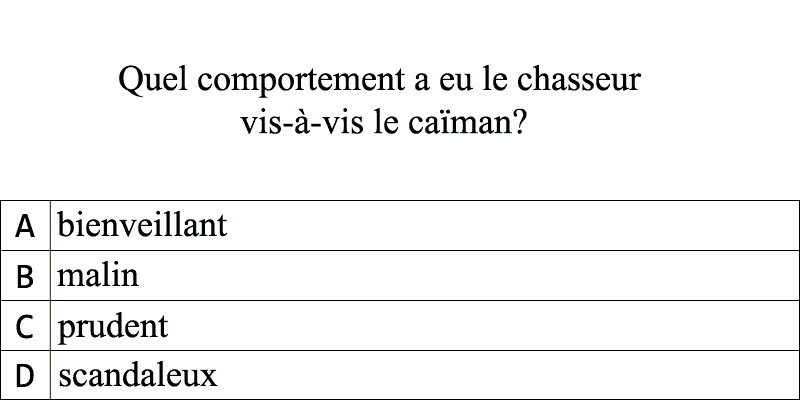 Quel comportement a eu le chasseur
vis-à-vis le caïman?
A bienveillant
B malin
C prudent
D scandaleux